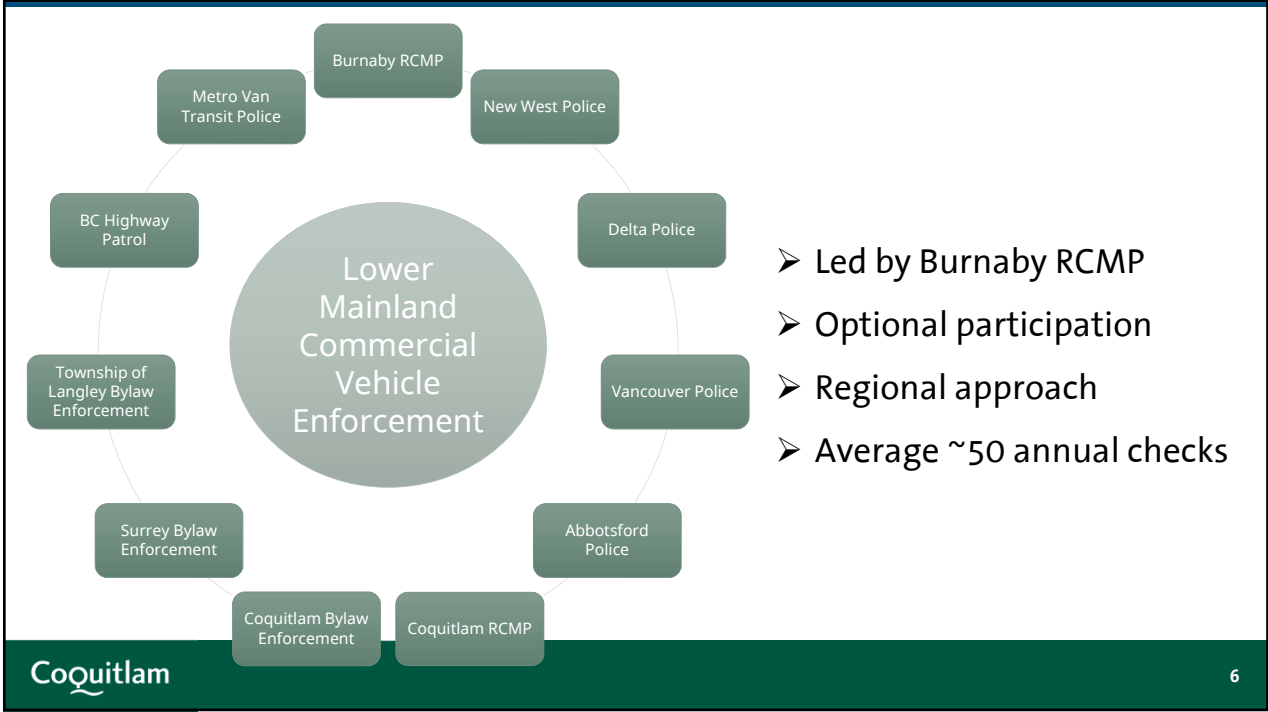 Burnaby RCMP
New West Police
Delta Police
Vancouver Police
Abbotsford
Police
Coquitlam RCMP
Coquitlam Bylaw
Enforcement
Surrey Bylaw
Enforcement
Township of
Langley Bylaw
Enforcement
BC Highway
Patrol
Metro Van
Transit Police
Lower
Mainland
Commercial
Vehicle
Enforcement
➢ Led by Burnaby RCMP
➢ Optional participation
➢ Regional approach
➢ Average ~50 annual checks
Coquitlam
6